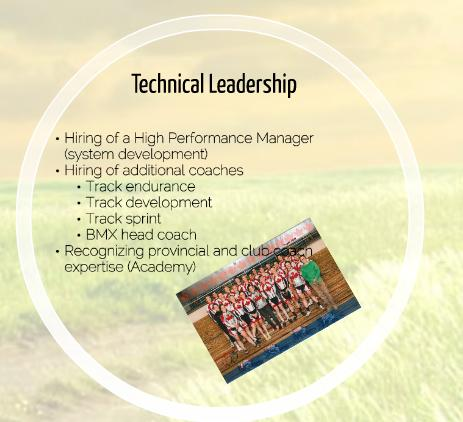 Technical Leadership
• Hiring of a High Performance Manager
(system development)
• Hiring of additional coaches
• Track endurance
• Track development
• Track sprint
• BMX head coach
• Recognizing provincial and club coach
expertise (Academy)